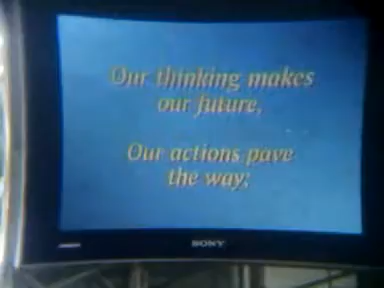 Our thinking makes
our future,
Our actions pave
the way;
SONY